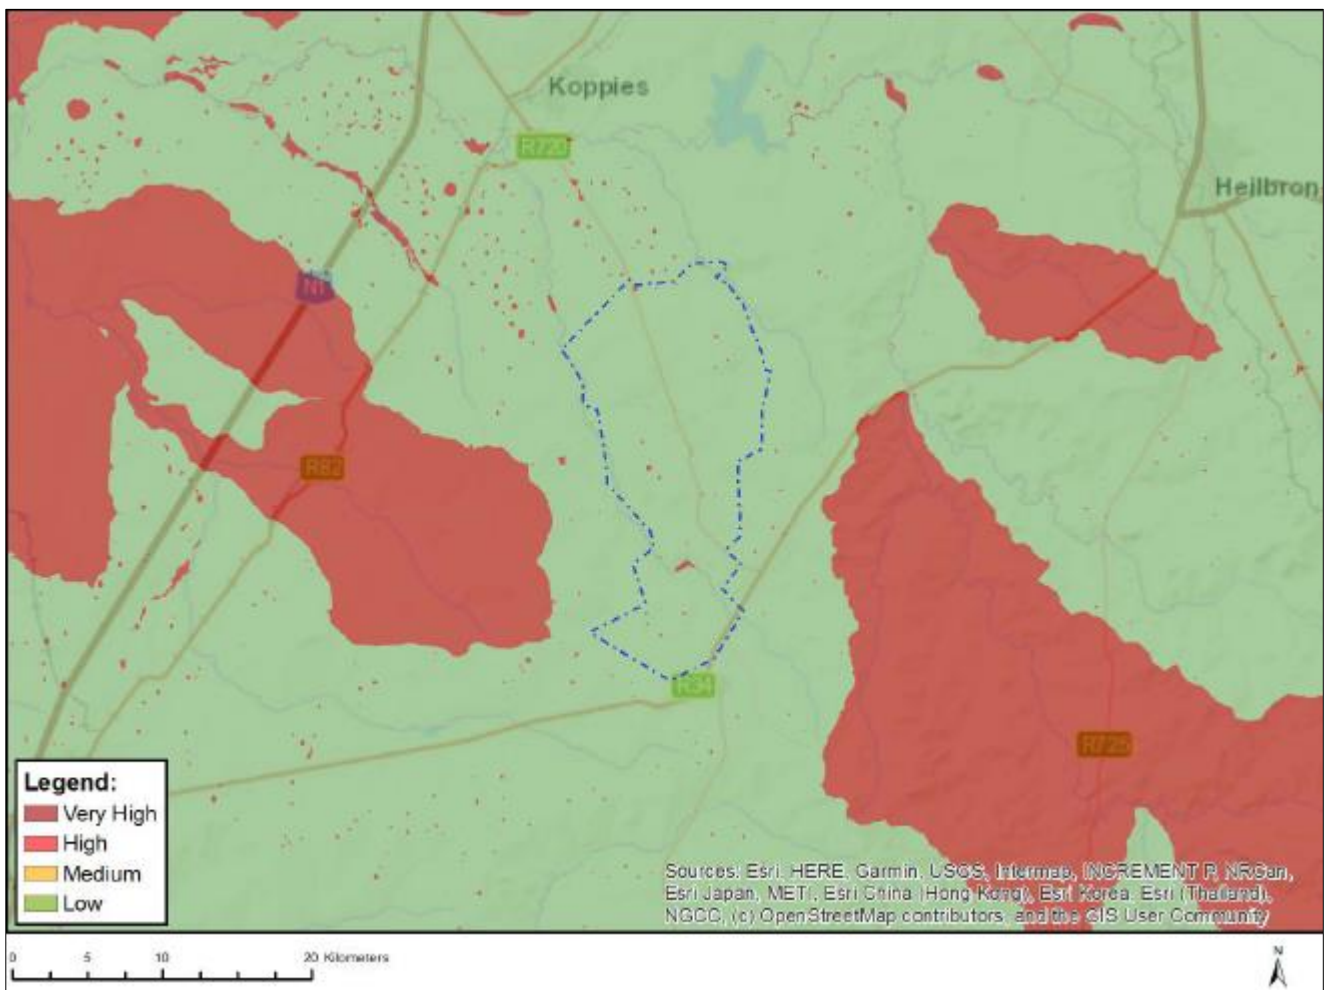 Koppies
R720
Heilbron
N1
R82
R34
R725
Legend:
Very High
High
Medium
Low
Sources: Esri, HERE, Garmin, USGS, Intermap, INCREMENT P, NRCan,
Esri Japan, METI, Esri China (Hong Kong), Esri Korea, Esri (Thailand),
NGCC, (c) OpenStreetMap contributors, and the GIS User Community
0 5 10 20 Kilometers
N